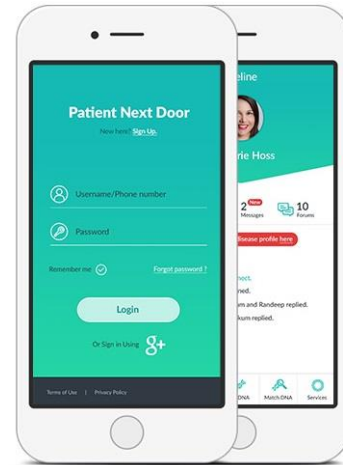 Patient Next Door
New here? Sign Up.
Username/Phone number
Password
Remember me
Forgot password ?
Login
Or Sign in Using g+
Terms of Use | Privacy Policy
eline
rie Hoss
2 New
Messages
10
Forums
disease profile here
nect.
ned.
m and Randeep replied.
kum replied.
DNA
Match DNA
Services